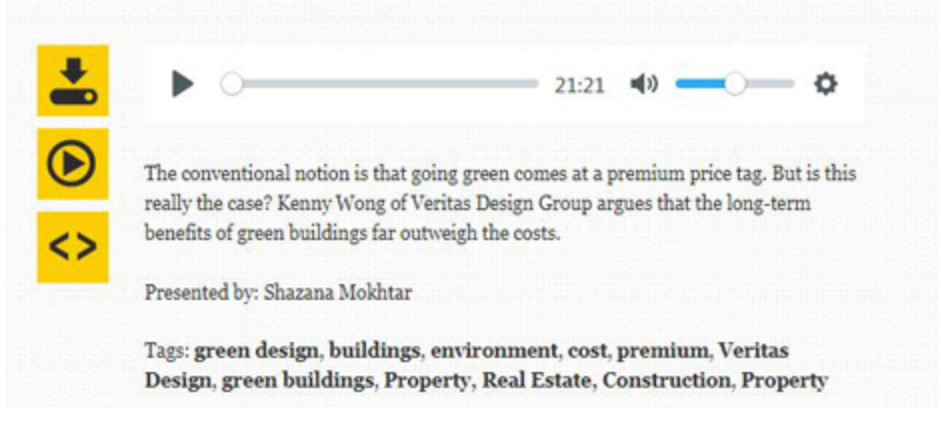 21:21
The conventional notion is that going green comes at a premium price tag. But is this
really the case? Kenny Wong of Veritas Design Group argues that the long-term
benefits of green buildings far outweigh the costs.
Presented by: Shazana Mokhtar
Tags: green design, buildings, environment, cost, premium, Veritas
Design, green buildings, Property, Real Estate, Construction, Property